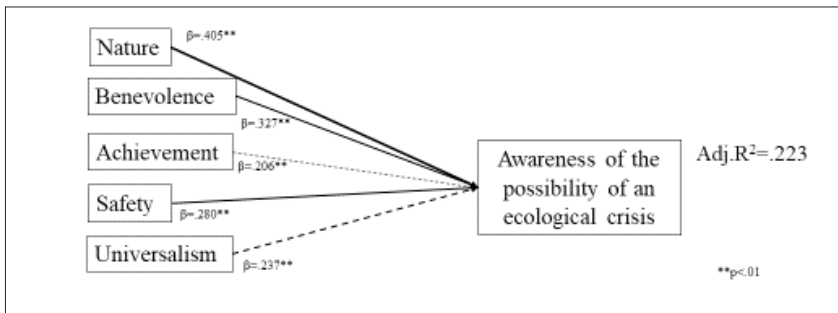 Nature
β=.405**
Benevolence
β=.327**
Achievement
β=.206**
Safety
β=.280**
Universalism
β=.237**
Awareness of the
possibility of an
ecological crisis
Adj.R²=.223
**p<.01